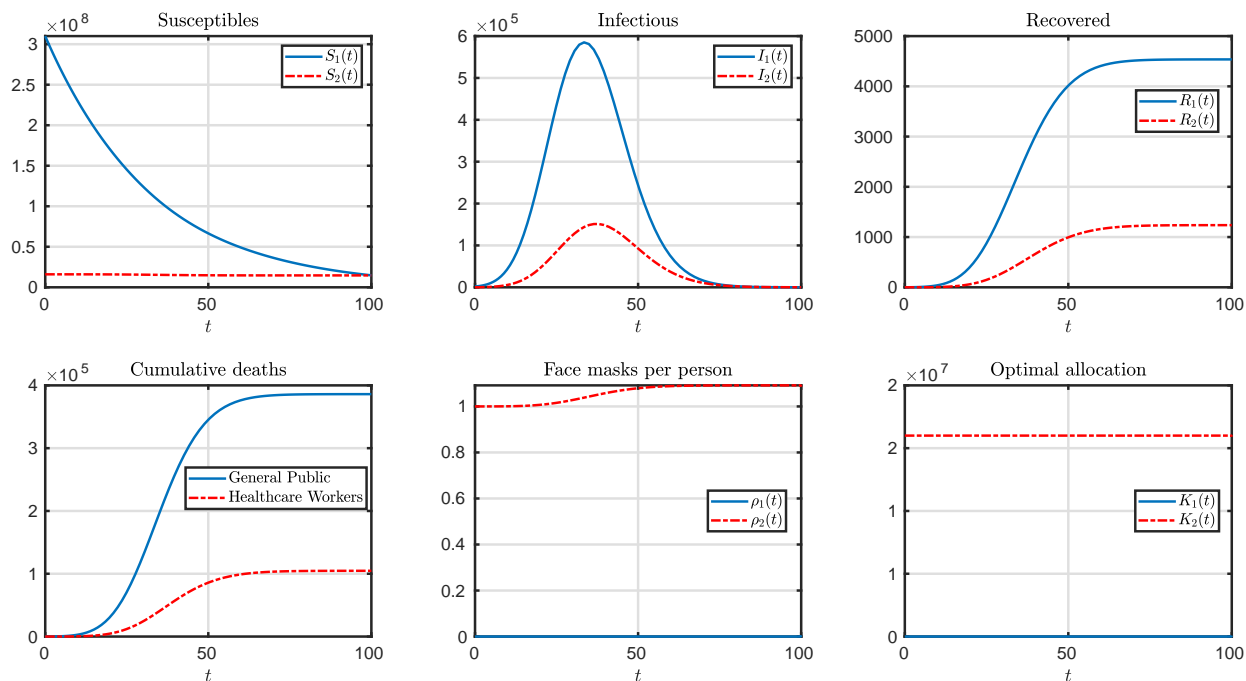 Susceptibles
×10^8
3
2.5
2
1.5
1
0.5
0
0 50 100
t
S_1(t)
S_2(t)
Infectious
×10^5
6
5
4
3
2
1
0
0 50 100
t
I_1(t)
I_2(t)
Recovered
5000
4000
3000
2000
1000
0
0 50 100
t
R_1(t)
R_2(t)
Cumulative deaths
×10^5
4
3
2
1
0
0 50 100
t
General Public
Healthcare Workers
Face masks per person
1
0.8
0.6
0.4
0.2
0
0 50 100
t
ρ_1(t)
ρ_2(t)
Optimal allocation
×10^7
2
2
1
1
0
0 50 100
t
K_1(t)
K_2(t)